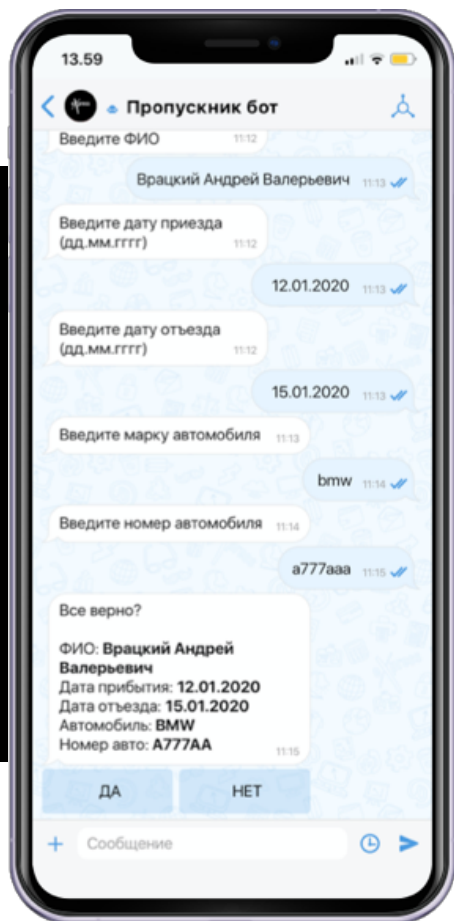 13.59
Пропускник бот
Введите ФИО 11:12
Врацкий Андрей Валерьевич 11:13
Введите дату приезда
(дд.мм.гггг) 11:12
12.01.2020 11:13
Введите дату отъезда
(дд.мм.гггг) 11:12
15.01.2020 11:13
Введите марку автомобиля 11:13
bmw 11:14
Введите номер автомобиля 11:14
а777ааа 11:15
Все верно?
ФИО: Врацкий Андрей
Валерьевич
Дата прибытия: 12.01.2020
Дата отъезда: 15.01.2020
Автомобиль: BMW
Номер авто: А777АА 11:15
ДА НЕТ
Сообщение